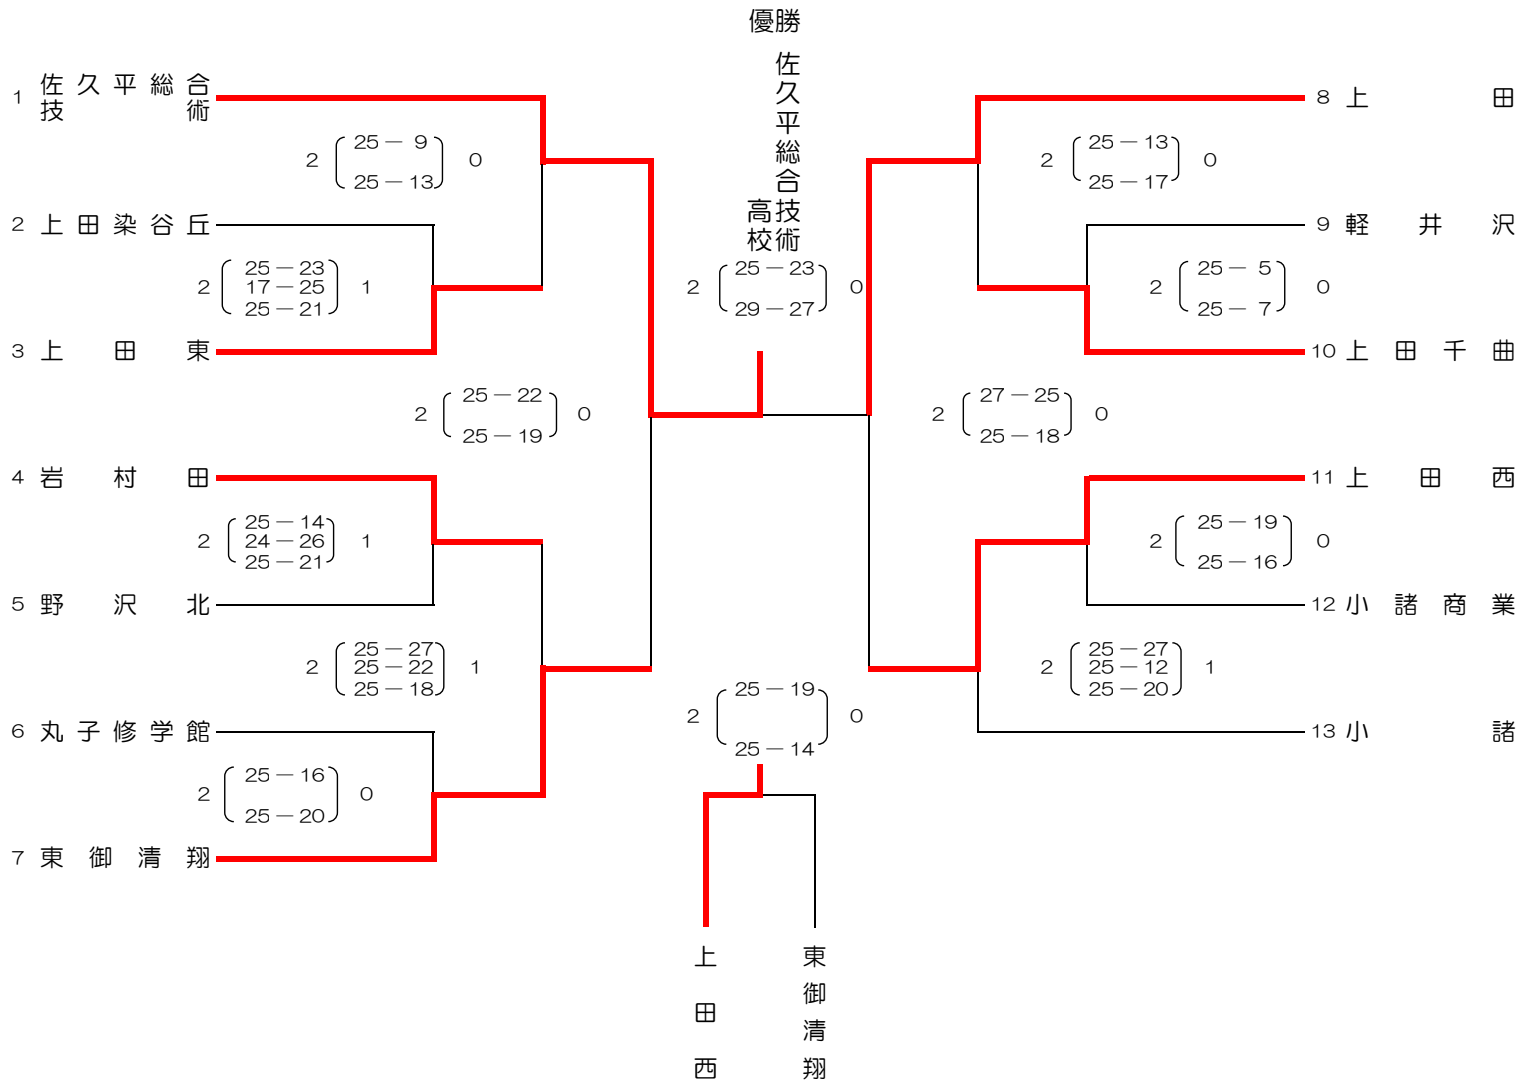 優勝
佐久平総合技術
高校
1 佐久平総合
技術
2 ( 25－9 ) 0
25－13
2 上田染谷丘
2 ( 25－23 ) 1
17－25
25－21
3 上田東
2 ( 25－22 ) 0
25－19
4 岩村田
2 ( 25－14 ) 1
24－26
25－21
5 野沢北
2 ( 25－27 ) 1
25－22
25－18
6 丸子修学館
2 ( 25－16 ) 0
25－20
7 東御清翔
2 ( 25－23 ) 0
29－27
8 上田
2 ( 25－13 ) 0
25－17
9 軽井沢
2 ( 25－5 ) 0
25－7
10 上田千曲
2 ( 27－25 ) 0
25－18
11 上田西
2 ( 25－19 ) 0
25－16
12 小諸商業
2 ( 25－27 ) 1
25－12
25－20
13 小諸
2 ( 25－19 ) 0
25－14
上田西
東御清翔